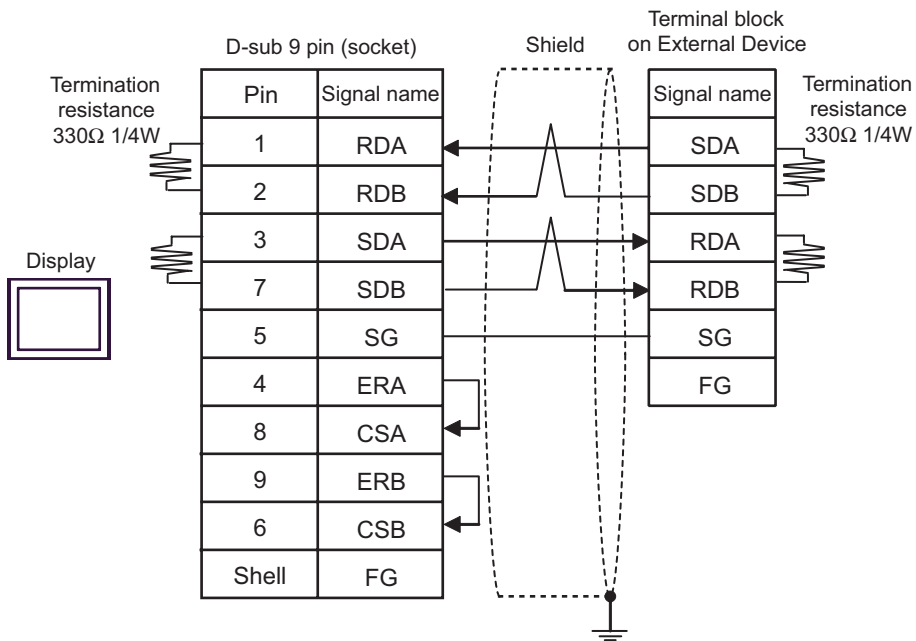 D-sub 9 pin (socket)
Shield
Terminal block
on External Device
Termination
resistance
330Ω 1/4W
Pin Signal name
1 RDA
2 RDB
3 SDA
7 SDB
5 SG
4 ERA
8 CSA
9 ERB
6 CSB
Shell FG
Display
Signal name
SDA
SDB
RDA
RDB
SG
FG
Termination
resistance
330Ω 1/4W